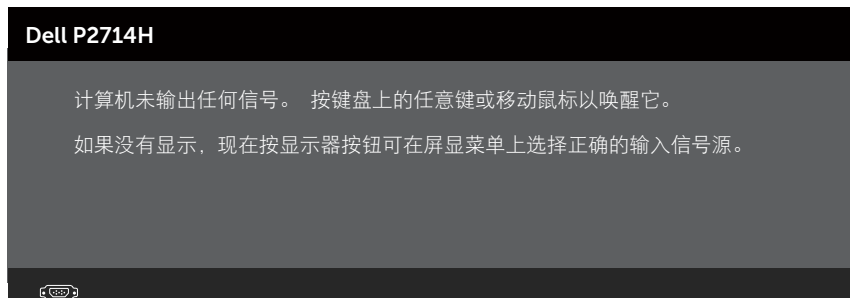 Dell P2714H
计算机未输出任何信号。 按键盘上的任意键或移动鼠标以唤醒它。
如果没有显示，现在按显示器按钮可在屏显菜单上选择正确的输入信号源。